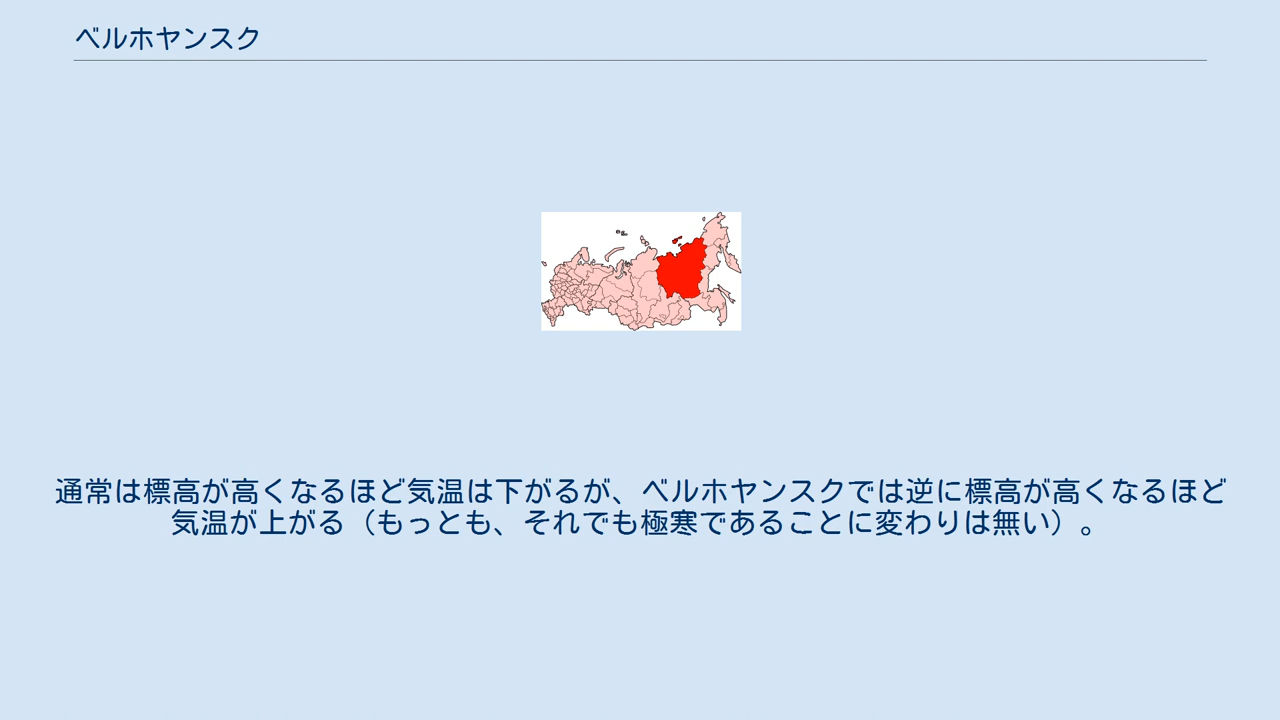 ベルホヤンスク
通常は標高が高くなるほど気温は下がるが、ベルホヤンスクでは逆に標高が高くなるほど
気温が上がる（もっとも、それでも極寒であることに変わりは無い）。